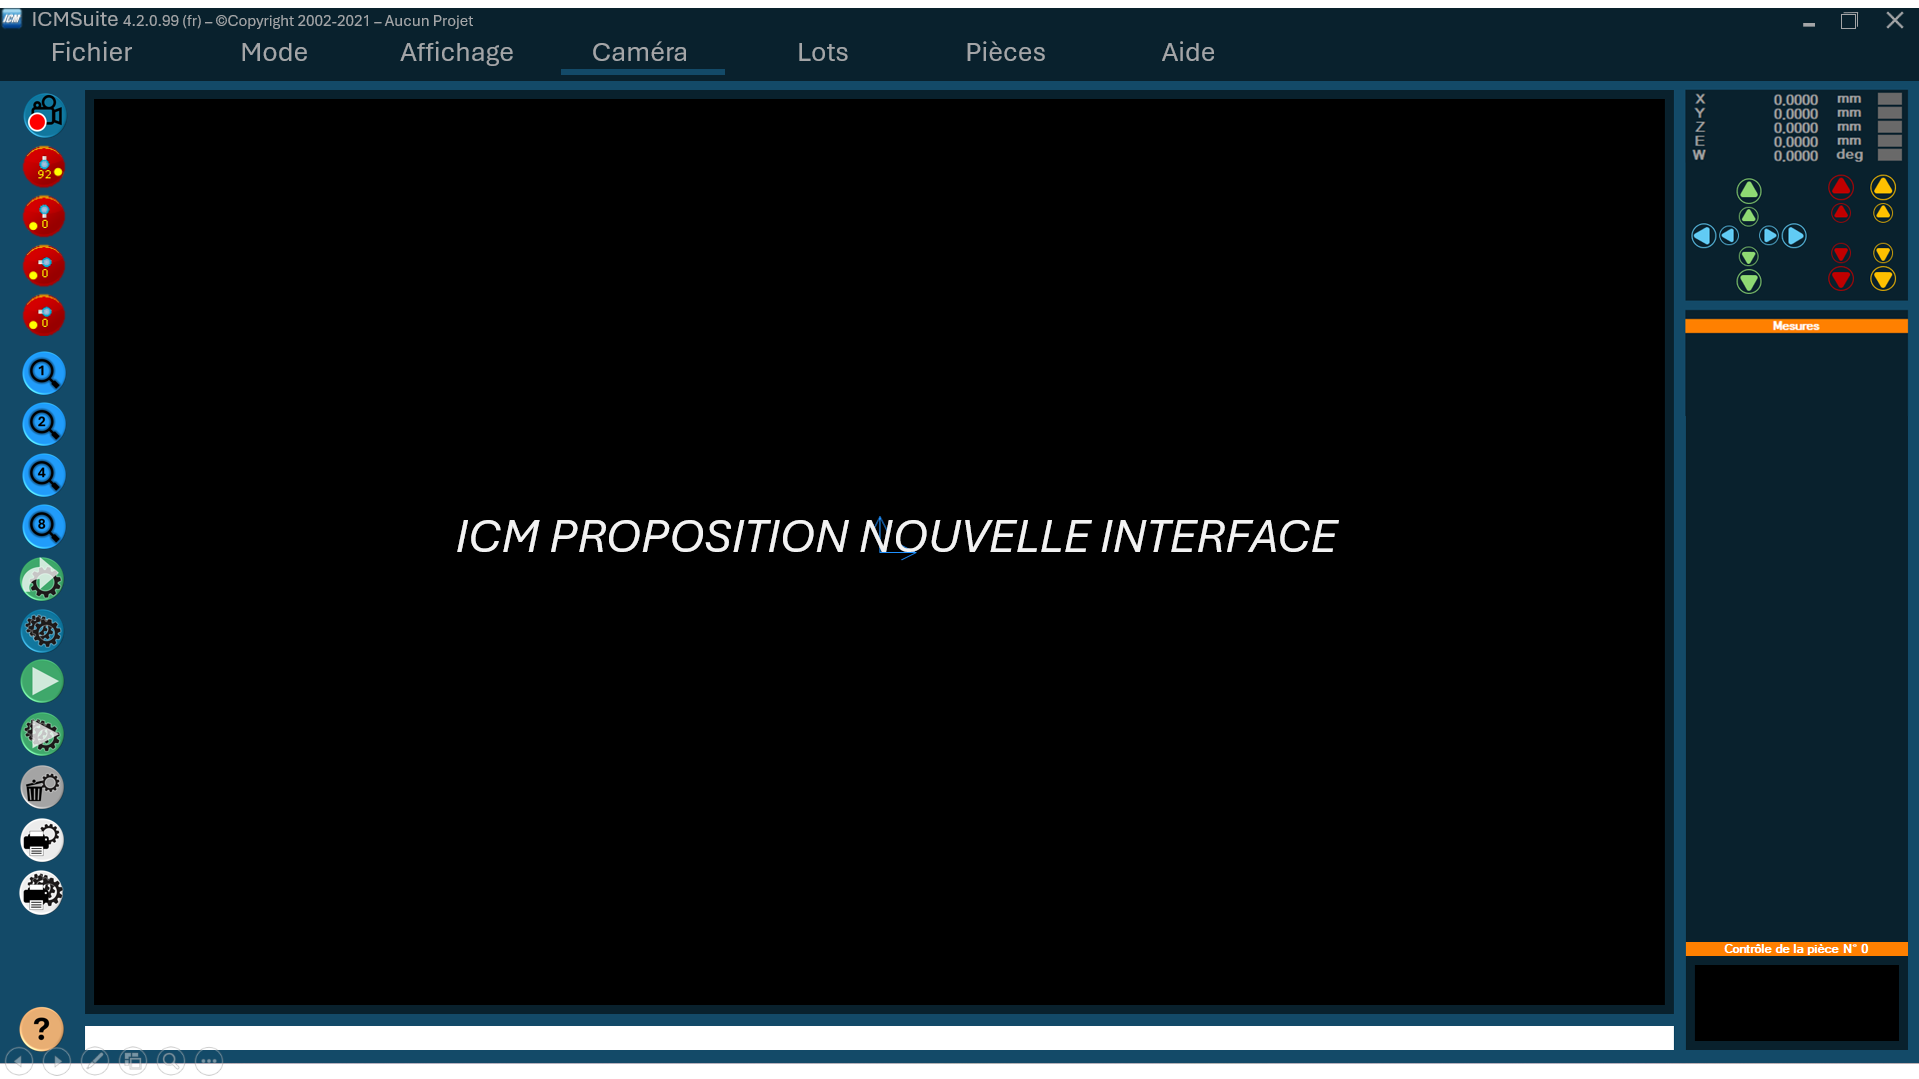 ICM ICMSuite 4.2.0.99 (fr) – ©Copyright 2002-2021 – Aucun Projet
Fichier Mode Affichage Caméra Lots Pièces Aide
X 0,0000 mm
Y 0,0000 mm
Z 0,0000 mm
E 0,0000 mm
W 0,0000 deg
92
0
0
0
1
2
4
8
Mesures
ICM PROPOSITION NOUVELLE INTERFACE
Contrôle de la pièce N° 0
?